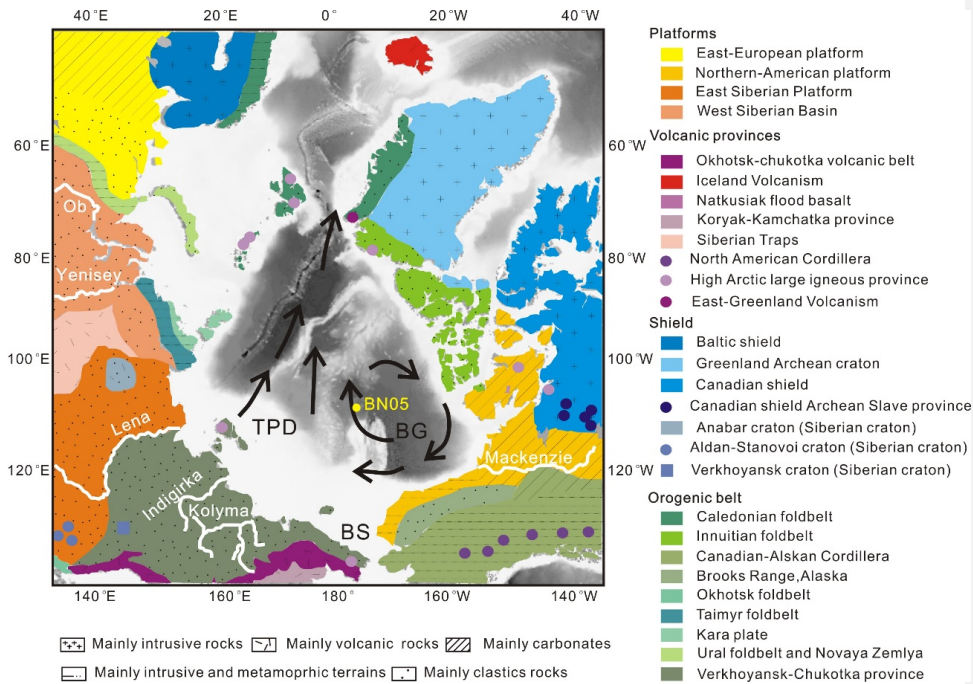 40˚E 20˚E 0˚ 20˚W 40˚W
60˚E
80˚E
100˚E
120˚E
60˚W
80˚W
100˚W
120˚W
Ob
Yenisey
Lena
Indigirka
Kolyma
TPD
BN05
BG
Mackenzie
BS
140˚E 160˚E 180˚ 160˚W 140˚W
Mainly intrusive rocks Mainly volcanic rocks Mainly carbonates
Mainly intrusive and metamoprhic terrains Mainly clastics rocks
Platforms
East-European platform
Northern-American platform
East Siberian Platform
West Siberian Basin
Volcanic provinces
Okhotsk-chukotka volcanic belt
Iceland Volcanism
Natkusiak flood basalt
Koryak-Kamchatka province
Siberian Traps
North American Cordillera
High Arctic large igneous province
East-Greenland Volcanism
Shield
Baltic shield
Greenland Archean craton
Canadian shield
Canadian shield Archean Slave province
Anabar craton (Siberian craton)
Aldan-Stanovoi craton (Siberian craton)
Verkhoyansk craton (Siberian craton)
Orogenic belt
Caledonian foldbelt
Innuitian foldbelt
Canadian-Alskan Cordillera
Brooks Range,Alaska
Okhotsk foldbelt
Taimyr foldbelt
Kara plate
Ural foldbelt and Novaya Zemlya
Verkhoyansk-Chukotka province